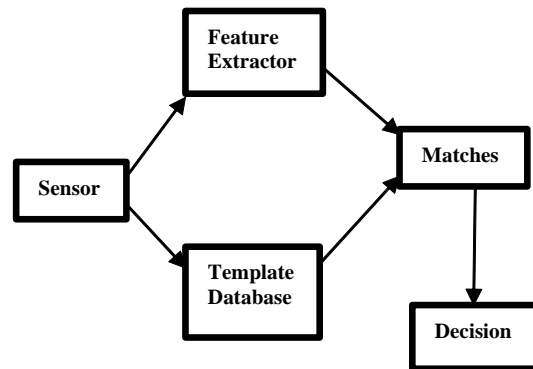 Feature
Extractor
Sensor
Matches
Template
Database
Decision